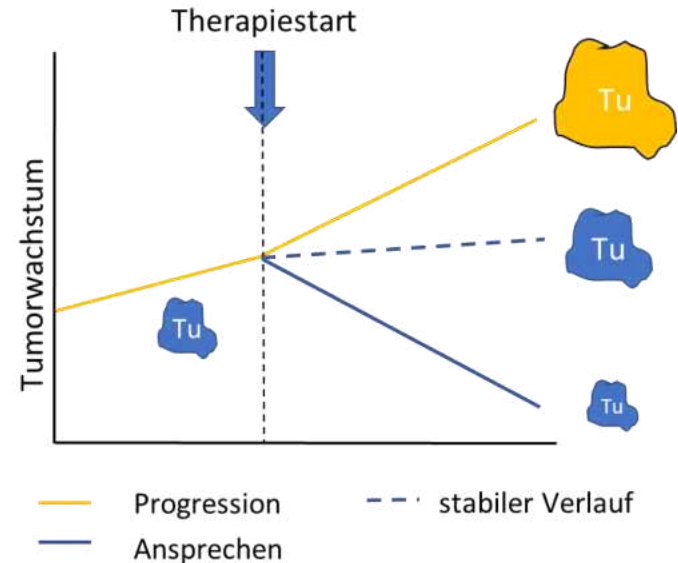 Therapiestart
Tu
Tumorwachstum
Tu
Tu
Tu
Progression
stabiler Verlauf
Ansprechen